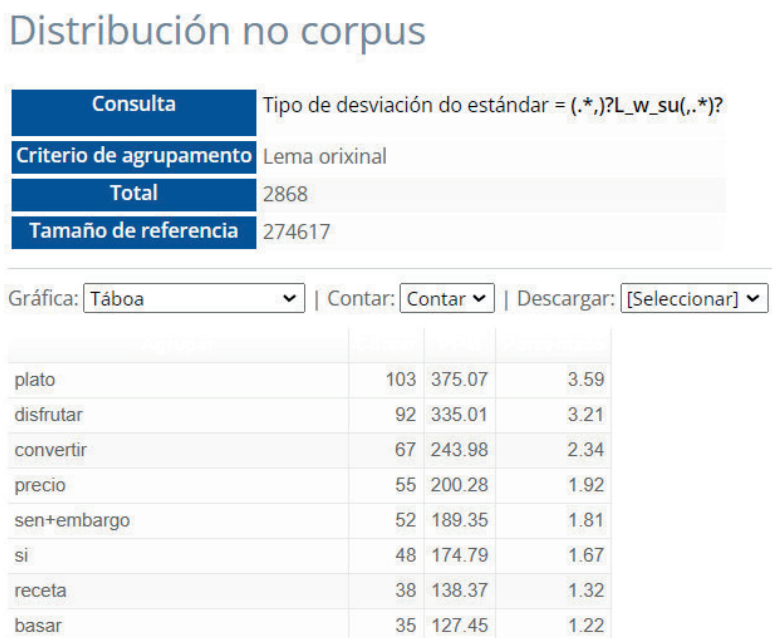 Distribución no corpus
Consulta Tipo de desviación do estándar = (.*,)?L_w_su(,.*)?
Criterio de agrupamento Lema orixinal
Total 2868
Tamaño de referencia 274617
Gráfica: Táboa | Contar: Contar | Descargar: [Seleccionar]
plato 103 375.07 3.59
disfrutar 92 335.01 3.21
convertir 67 243.98 2.34
precio 55 200.28 1.92
sen+embargo 52 189.35 1.81
si 48 174.79 1.67
receta 38 138.37 1.32
basar 35 127.45 1.22